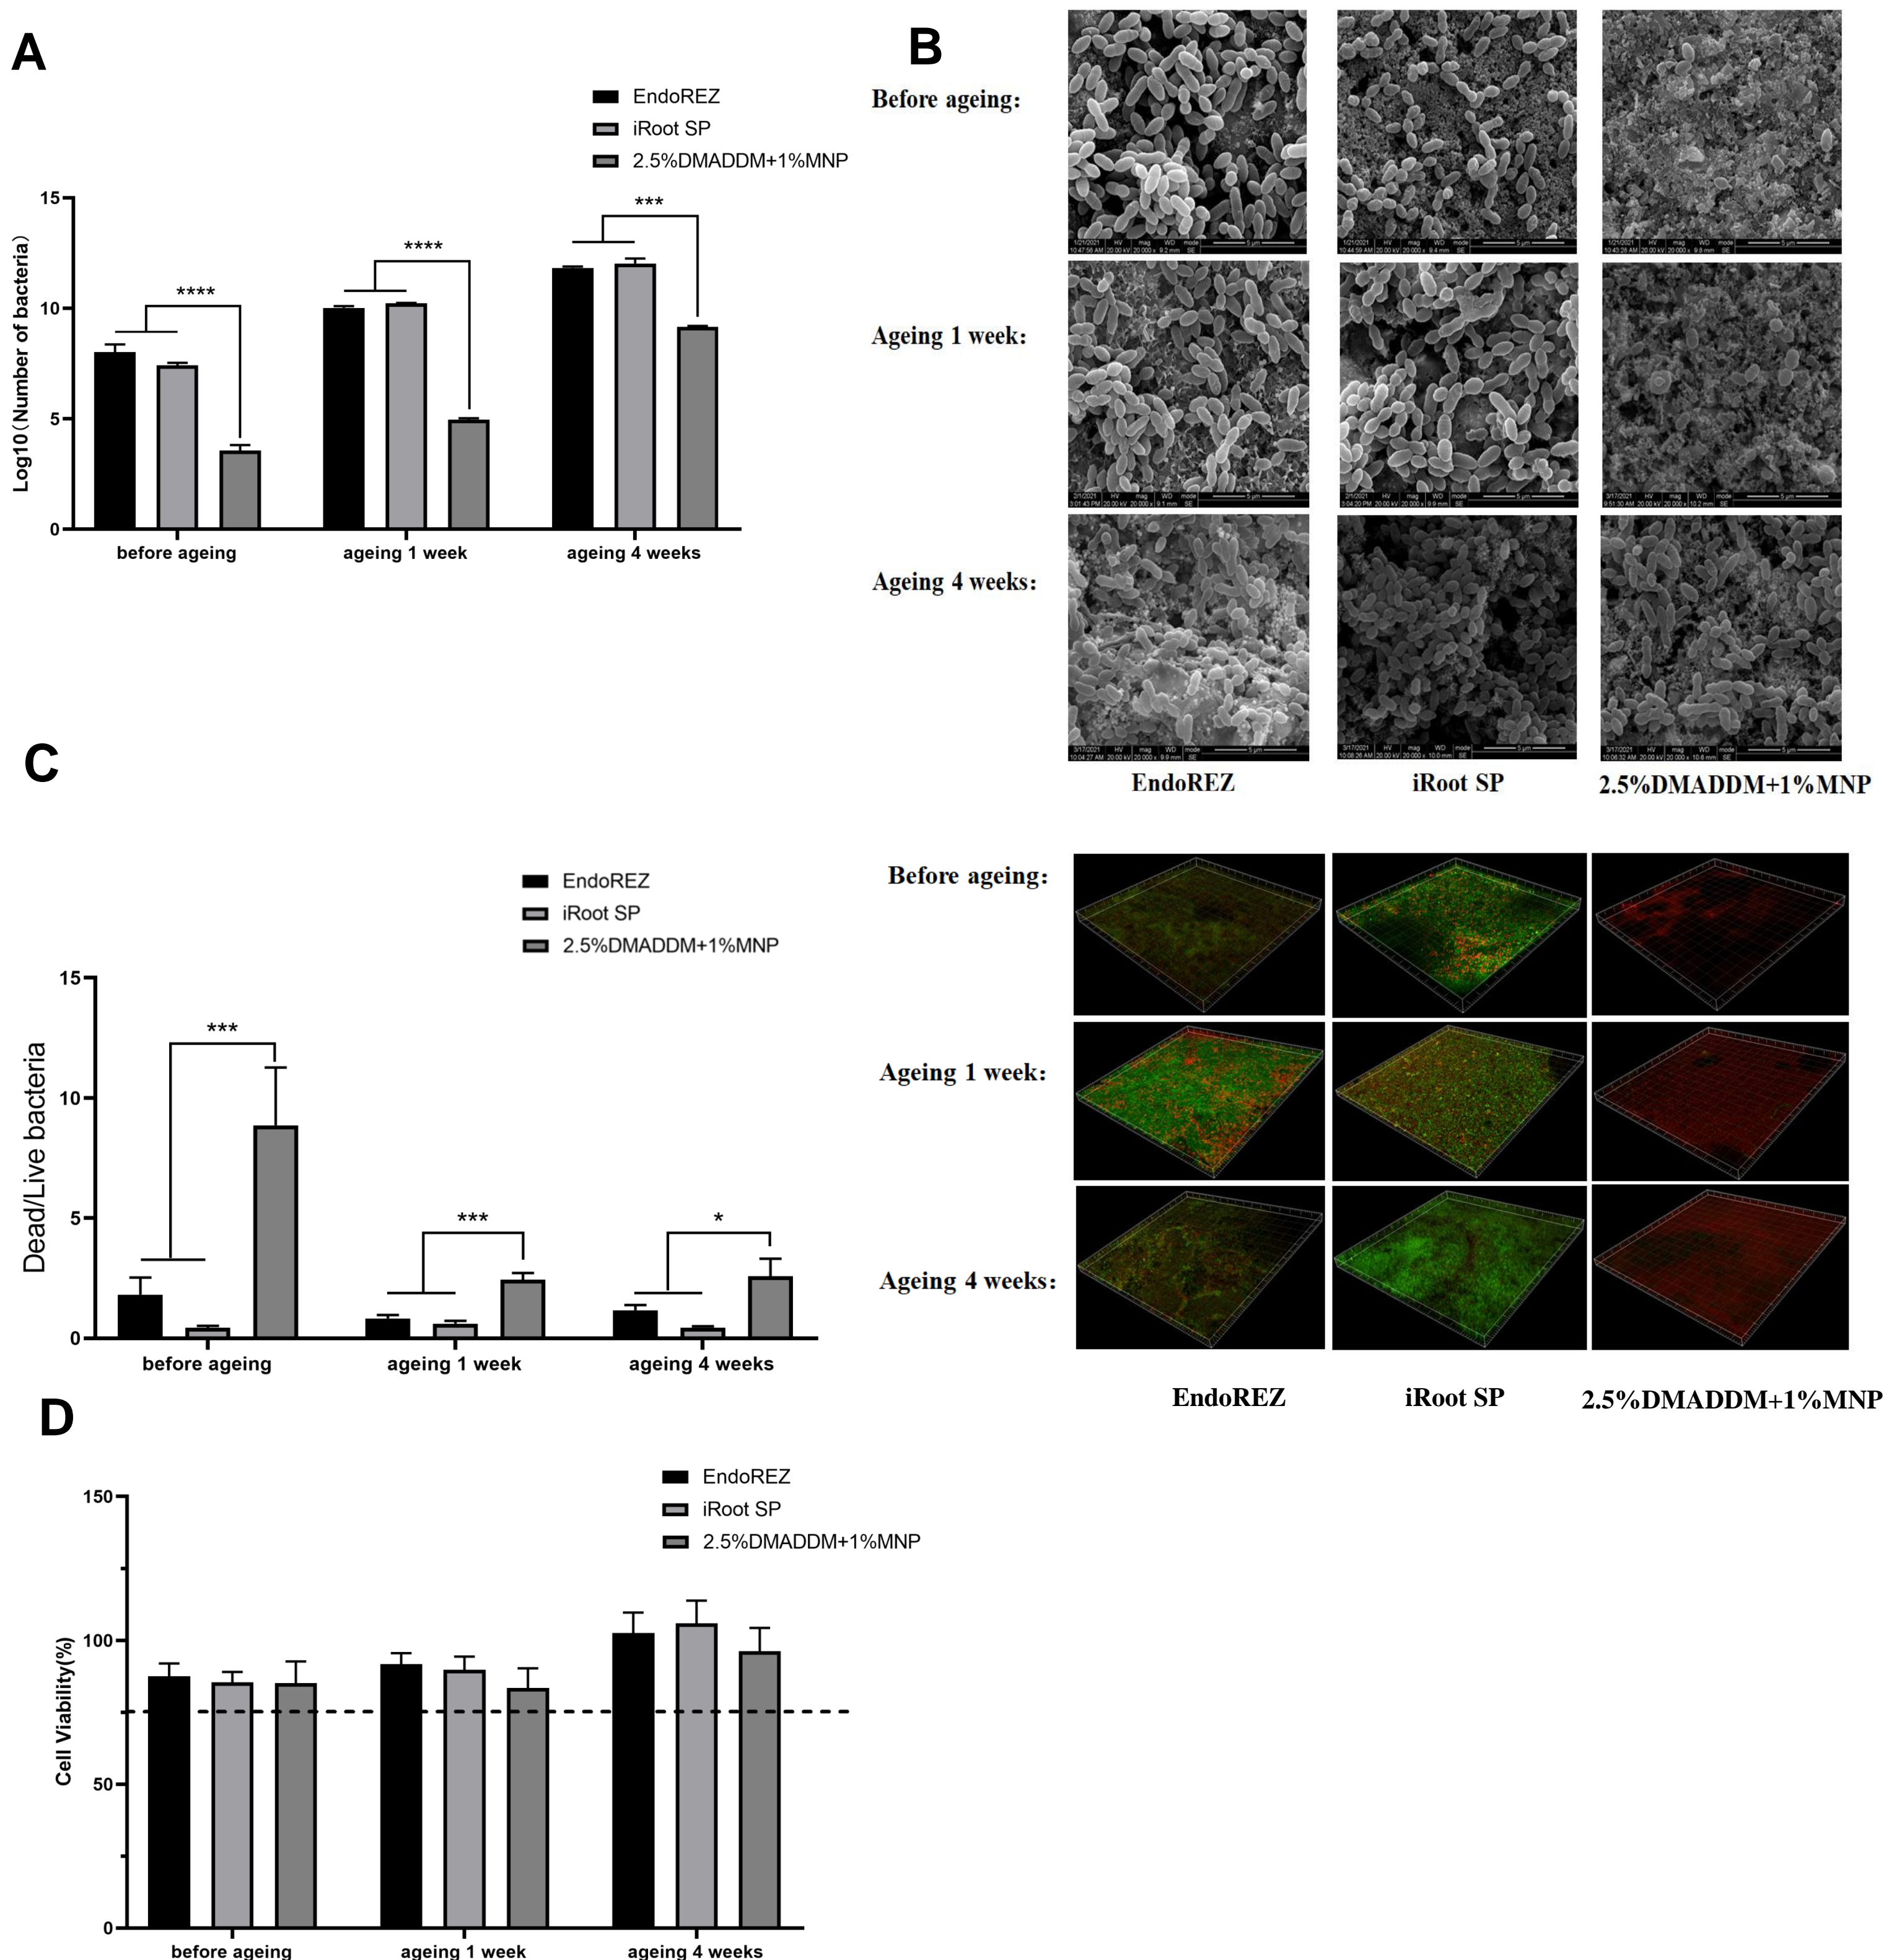 A
EndoREZ
iRoot SP
2.5%DMADDM+1%MNP
Log10（Number of bacteria）
15
10
5
0
****
****
***
before ageing
ageing 1 week
ageing 4 weeks
B
Before ageing：
Ageing 1 week：
Ageing 4 weeks：
EndoREZ
iRoot SP
2.5%DMADDM+1%MNP
C
EndoREZ
iRoot SP
2.5%DMADDM+1%MNP
Dead/Live bacteria
15
10
5
0
***
***
*
before ageing
ageing 1 week
ageing 4 weeks
Before ageing：
Ageing 1 week：
Ageing 4 weeks：
EndoREZ
iRoot SP
2.5%DMADDM+1%MNP
D
EndoREZ
iRoot SP
2.5%DMADDM+1%MNP
Cell Viability(%)
150
100
50
0
before ageing
ageing 1 week
ageing 4 weeks